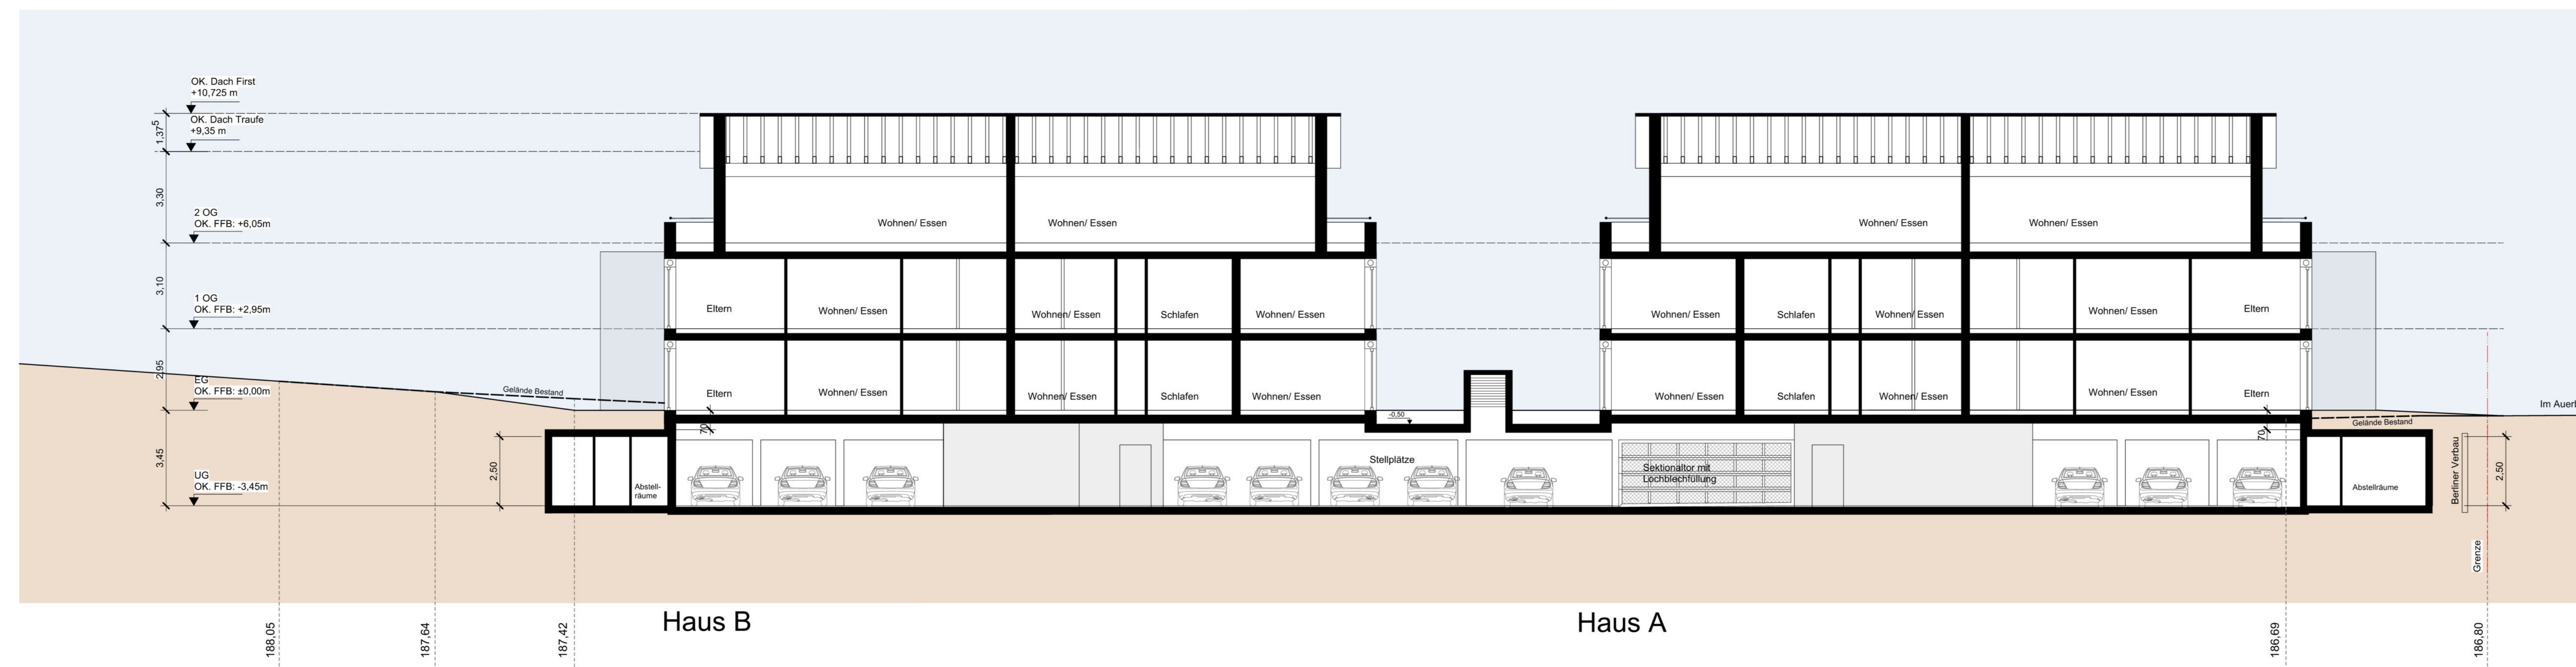 OK. Dach First
+10,725 m
OK. Dach Traufe
+9,35 m
1,37⁵
3,30
2 OG
OK. FFB: +6,05m
3,10
1 OG
OK. FFB: +2,95m
2,95
EG
OK. FFB: ±0,00m
3,45
UG
OK. FFB: -3,45m
2,50
Gelände Bestand
Wohnen/ Essen
Wohnen/ Essen
Wohnen/ Essen
Wohnen/ Essen
Eltern
Wohnen/ Essen
Wohnen/ Essen
Schlafen
Wohnen/ Essen
Wohnen/ Essen
Schlafen
Wohnen/ Essen
Wohnen/ Essen
Eltern
Eltern
Wohnen/ Essen
Wohnen/ Essen
Schlafen
Wohnen/ Essen
Wohnen/ Essen
Schlafen
Wohnen/ Essen
Wohnen/ Essen
Eltern
-0,50
70
70
Im Auerl
Gelände Bestand
Abstell-
räume
Stellplätze
Sektionaltor mit
Lochblechfüllung
Abstellräume
Berliner Verbau
2,50
Grenze
Haus B
Haus A
188,05
187,64
187,42
186,69
186,80